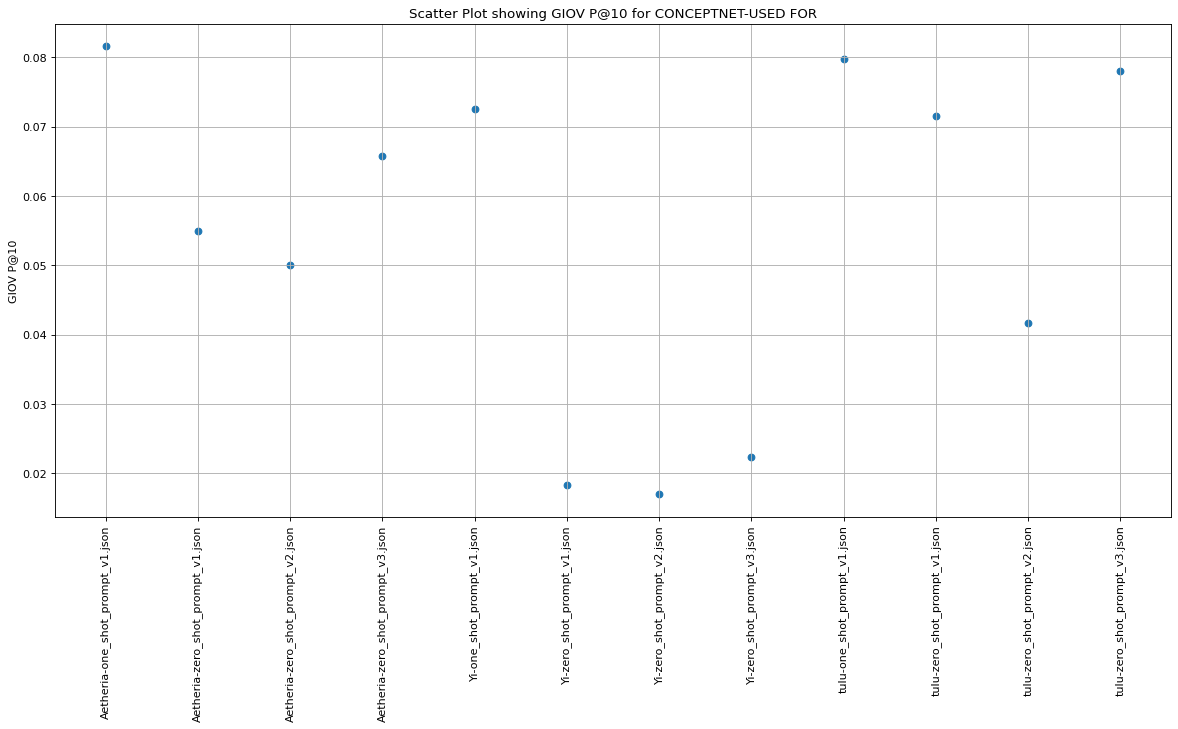 Scatter Plot showing GIOV P@10 for CONCEPTNET-USED FOR
GIOV P@10
0.08
0.07
0.06
0.05
0.04
0.03
0.02
Aetheria-one_shot_prompt_v1.json
Aetheria-zero_shot_prompt_v1.json
Aetheria-zero_shot_prompt_v2.json
Aetheria-zero_shot_prompt_v3.json
Yi-one_shot_prompt_v1.json
Yi-zero_shot_prompt_v1.json
Yi-zero_shot_prompt_v2.json
Yi-zero_shot_prompt_v3.json
tulu-one_shot_prompt_v1.json
tulu-zero_shot_prompt_v1.json
tulu-zero_shot_prompt_v2.json
tulu-zero_shot_prompt_v3.json